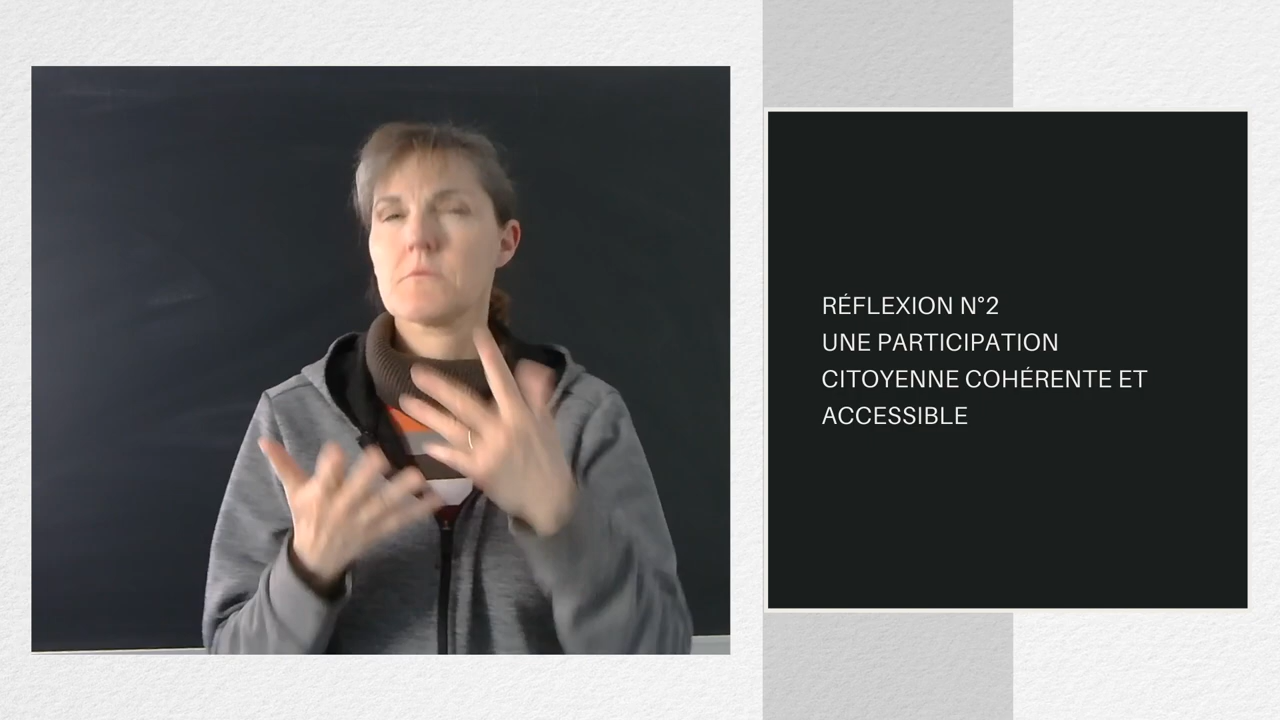 RÉFLEXION N°2
UNE PARTICIPATION
CITOYENNE COHÉRENTE ET
ACCESSIBLE